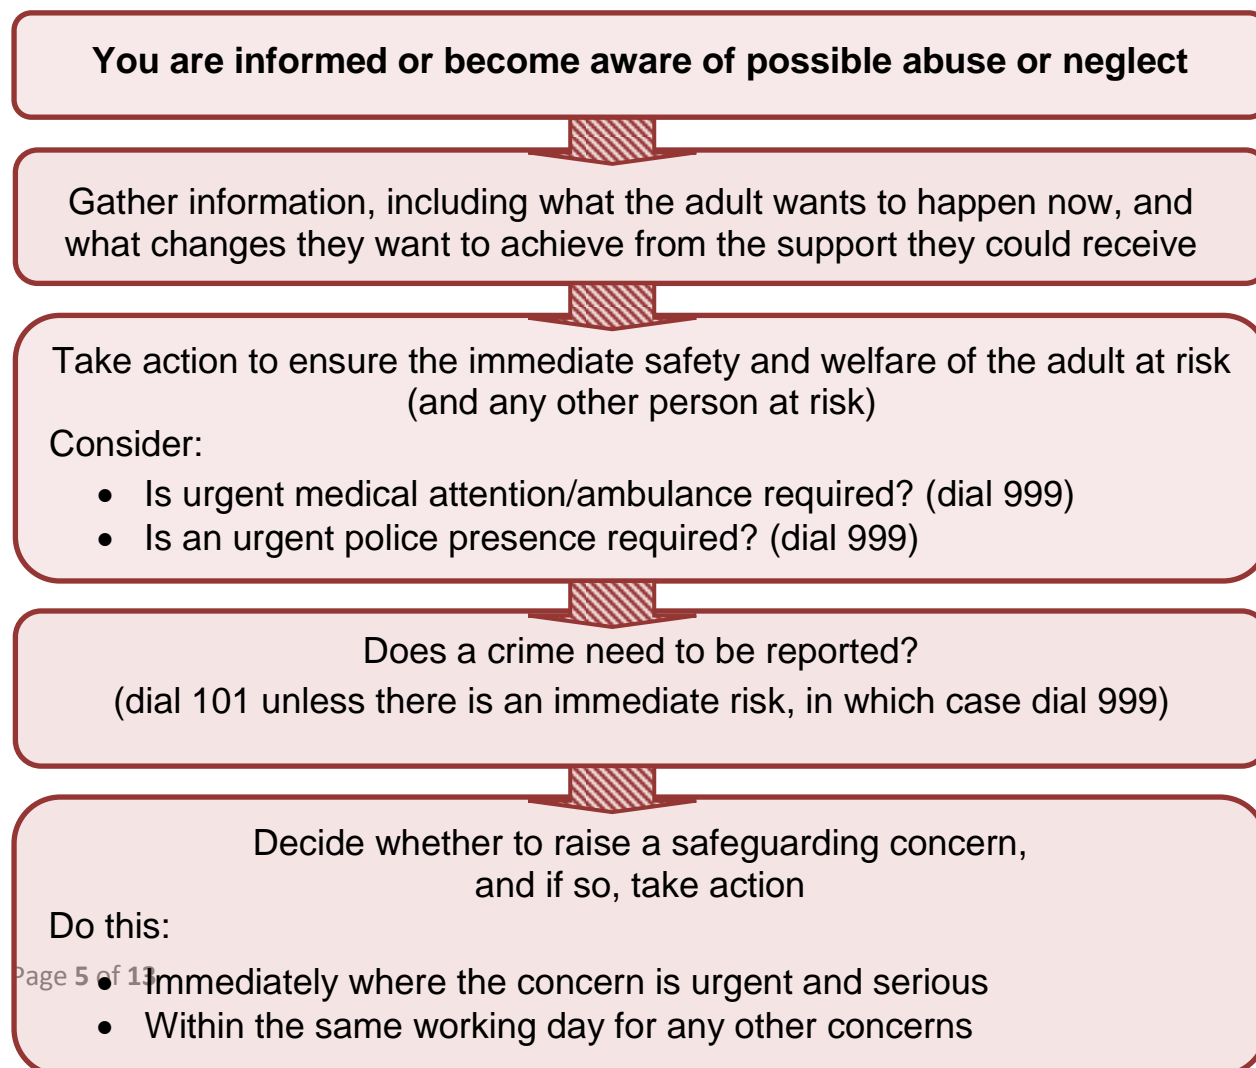 You are informed or become aware of possible abuse or neglect
Gather information, including what the adult wants to happen now, and
what changes they want to achieve from the support they could receive
Take action to ensure the immediate safety and welfare of the adult at risk
(and any other person at risk)
Consider:
• Is urgent medical attention/ambulance required? (dial 999)
• Is an urgent police presence required? (dial 999)
Does a crime need to be reported?
(dial 101 unless there is an immediate risk, in which case dial 999)
Decide whether to raise a safeguarding concern,
and if so, take action
Do this:
Page 5 of 13
• Immediately where the concern is urgent and serious
• Within the same working day for any other concerns